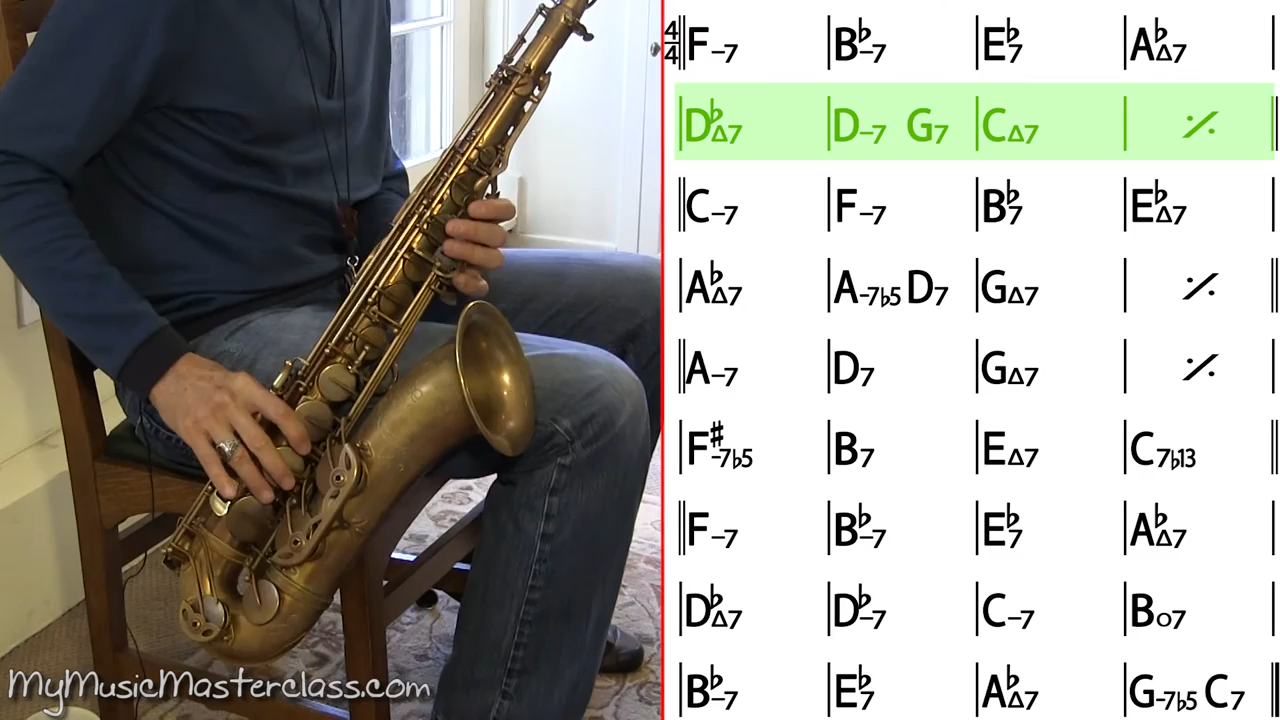 4/4 F–7 | B♭–7 | E♭7 | A♭Δ7 |
| D♭Δ7 | D–7 G7 | CΔ7 | 𝄎 ‖
‖ C–7 | F–7 | B♭7 | E♭Δ7 |
| A♭Δ7 | A–7♭5 D7 | GΔ7 | 𝄎 ‖
‖ A–7 | D7 | GΔ7 | 𝄎 |
| F♯–7♭5 | B7 | EΔ7 | C7♭13 ‖
‖ F–7 | B♭–7 | E♭7 | A♭Δ7 |
| D♭Δ7 | D♭–7 | C–7 | Bo7 |
| B♭–7 | E♭7 | A♭Δ7 | G–7♭5 C7 ‖
MyMusicMasterclass.com